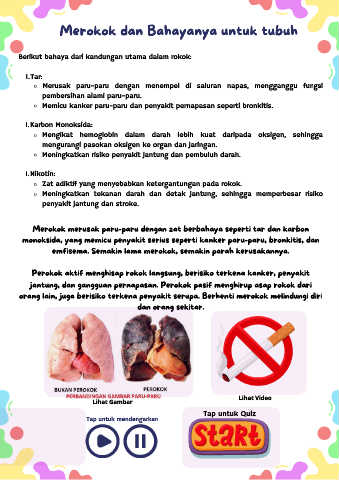 Merokok dan Bahayanya untuk tubuh
Berikut bahaya dari kandungan utama dalam rokok:
1.Tar:
Merusak paru-paru dengan menempel di saluran napas, mengganggu fungsi
pembersihan alami paru-paru.
Memicu kanker paru-paru dan penyakit pernapasan seperti bronkitis.
1.Karbon Monoksida:
Mengikat hemoglobin dalam darah lebih kuat daripada oksigen, sehingga
mengurangi pasokan oksigen ke organ dan jaringan.
Meningkatkan risiko penyakit jantung dan pembuluh darah.
1.Nikotin:
Zat adiktif yang menyebabkan ketergantungan pada rokok.
Meningkatkan tekanan darah dan detak jantung, sehingga memperbesar risiko
penyakit jantung dan stroke.
Merokok merusak paru-paru dengan zat berbahaya seperti tar dan karbon
monoksida, yang memicu penyakit serius seperti kanker paru-paru, bronkitis, dan
emfisema. Semakin lama merokok, semakin parah kerusakannya.
Perokok aktif menghisap rokok langsung, berisiko terkena kanker, penyakit
jantung, dan gangguan pernapasan. Perokok pasif menghirup asap rokok dari
orang lain, juga berisiko terkena penyakit serupa. Berhenti merokok melindungi diri
dan orang sekitar.
BUKAN PEROKOK
PEROKOK
PERBANDINGAN GAMBAR PARU-PARU
Lihat Gambar
Lihat Video
Tap untuk mendengarkan
Tap untuk Quiz
StaRt